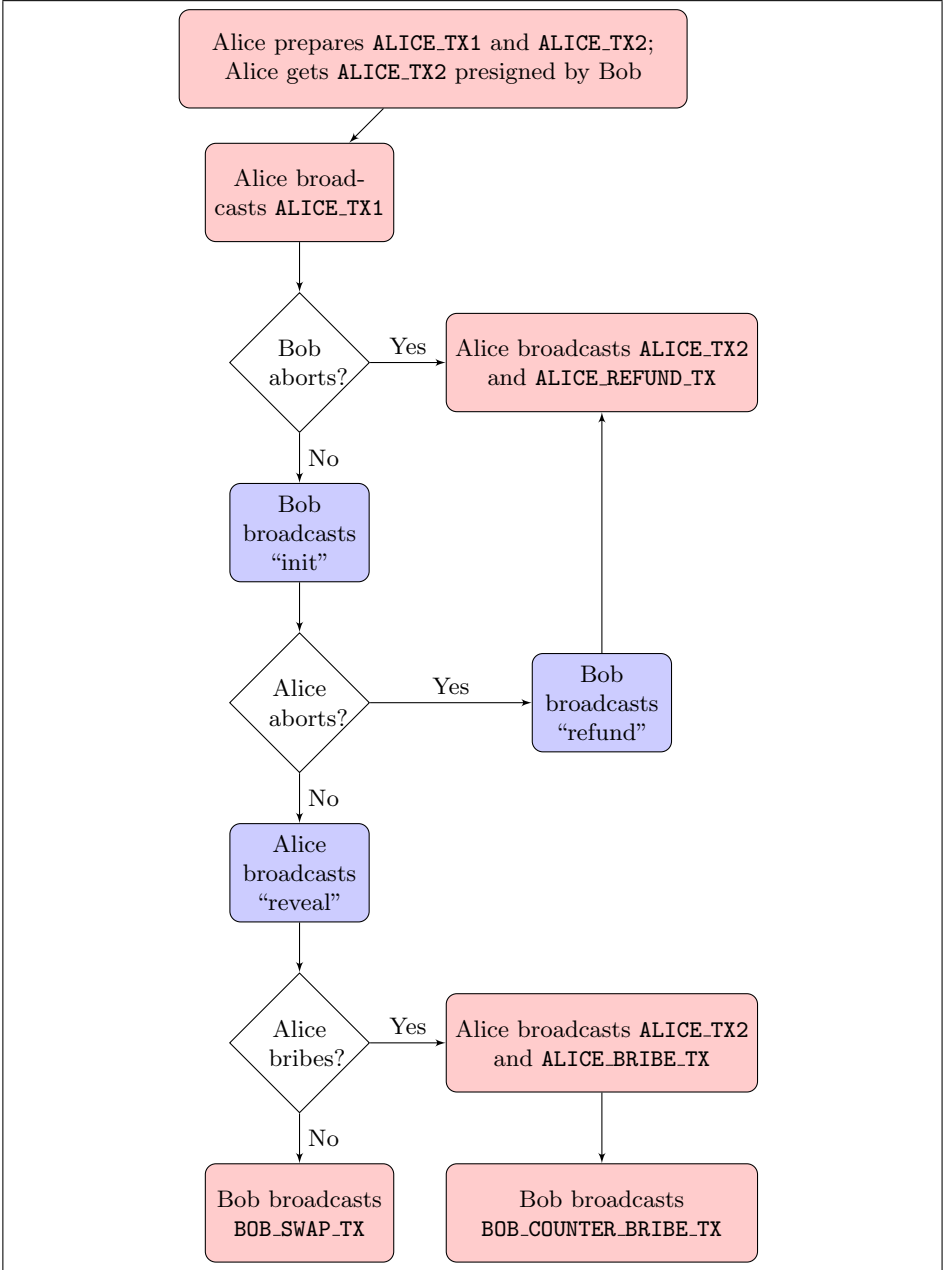 Alice prepares ALICE_TX1 and ALICE_TX2;
Alice gets ALICE_TX2 presigned by Bob
Alice broad-
casts ALICE_TX1
Bob
aborts?
Yes
Alice broadcasts ALICE_TX2
and ALICE_REFUND_TX
No
Bob
broadcasts
“init”
Alice
aborts?
Yes
Bob
broadcasts
“refund”
No
Alice
broadcasts
“reveal”
Alice
bribes?
Yes
Alice broadcasts ALICE_TX2
and ALICE_BRIBE_TX
No
Bob broadcasts
BOB_SWAP_TX
Bob broadcasts
BOB_COUNTER_BRIBE_TX